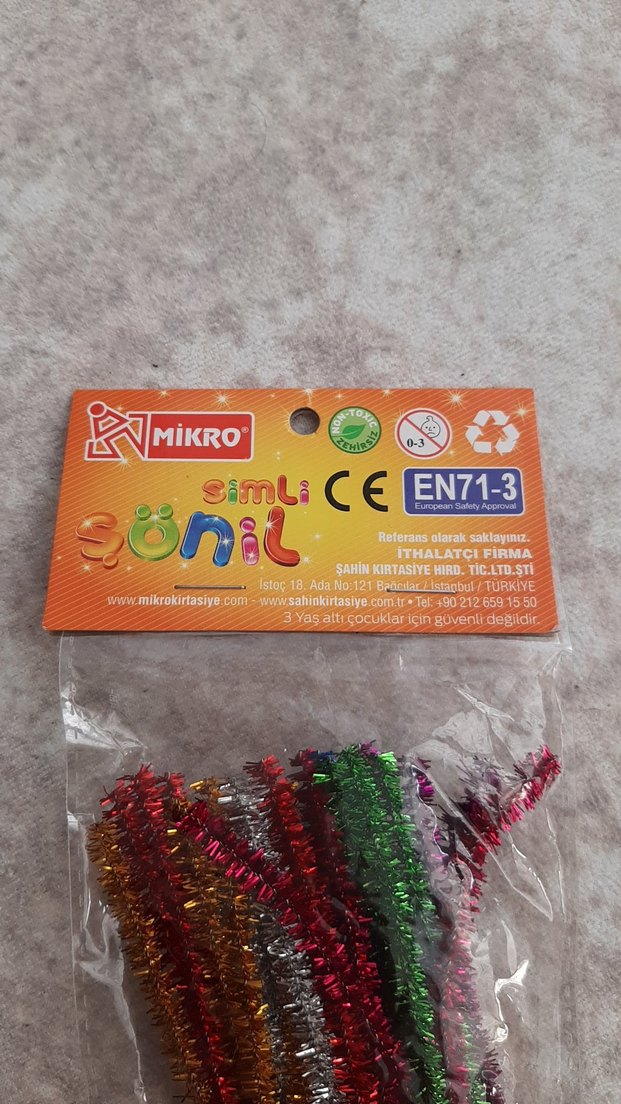 MİKRO®
NON-TOXIC
ZEHİRSİZ
0-3
simLi
şönil
CE
EN71-3
European Safety Approval
Referans olarak saklayınız.
İTHALATÇI FİRMA
ŞAHİN KIRTASİYE HIRD. TİC.LTD.ŞTİ
İstoç 18. Ada No:121 Bağcılar / İstanbul / TÜRKİYE
www.mikrokirtasiye.com - www.sahinkirtasiye.com.tr • Tel: +90 212 659 15 50
3 Yaş altı çocuklar için güvenli değildir.